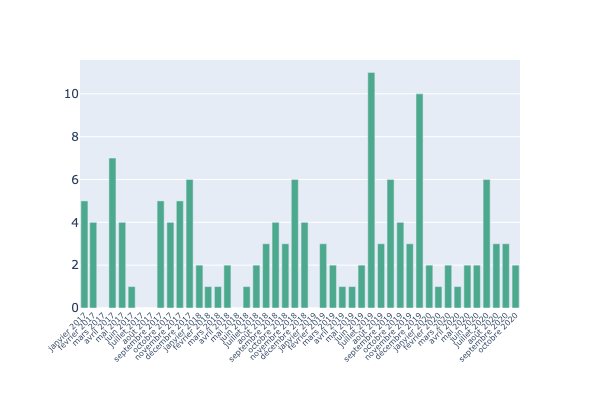 10
8
6
4
2
0
janvier 2017
février 2017
mars 2017
avril 2017
mai 2017
juin 2017
juillet 2017
août 2017
septembre 2017
octobre 2017
novembre 2017
décembre 2017
janvier 2018
février 2018
mars 2018
avril 2018
mai 2018
juin 2018
juillet 2018
août 2018
septembre 2018
octobre 2018
novembre 2018
décembre 2018
janvier 2019
février 2019
mars 2019
avril 2019
mai 2019
juin 2019
juillet 2019
août 2019
septembre 2019
octobre 2019
novembre 2019
décembre 2019
janvier 2020
février 2020
mars 2020
avril 2020
mai 2020
juin 2020
juillet 2020
août 2020
septembre 2020
octobre 2020